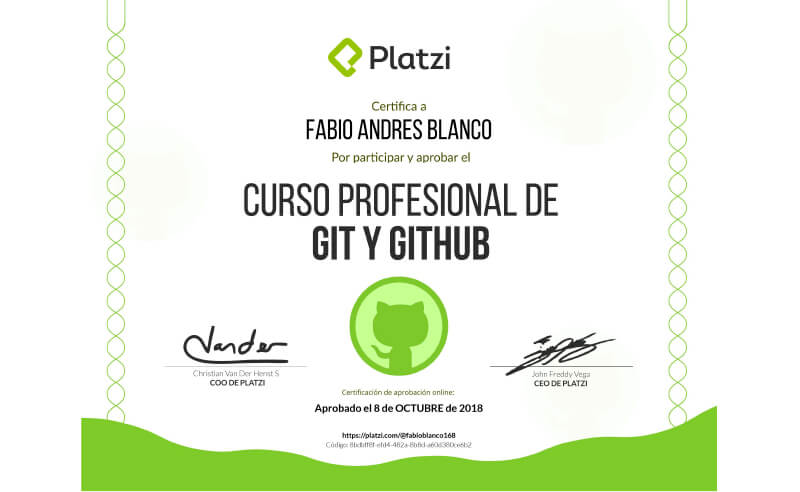 Platzi
Certifica a
FABIO ANDRES BLANCO
Por participar y aprobar el
CURSO PROFESIONAL DE
GIT Y GITHUB
Vander
Christian Van Der Henst S
COO DE PLATZI
John Freddy Vega
CEO DE PLATZI
Certificación de aprobación online:
Aprobado el 8 de OCTUBRE de 2018
https://platzi.com/@fabioblanco168
Código: